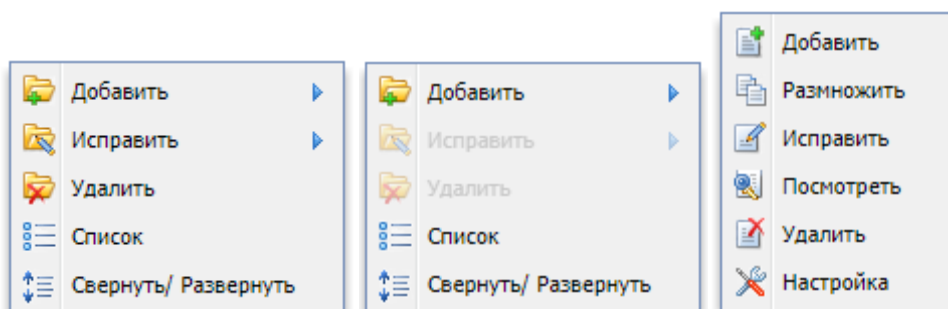 Добавить
Исправить
Удалить
Список
Свернуть/ Развернуть
Добавить
Исправить
Удалить
Список
Свернуть/ Развернуть
Добавить
Размножить
Исправить
Посмотреть
Удалить
Настройка